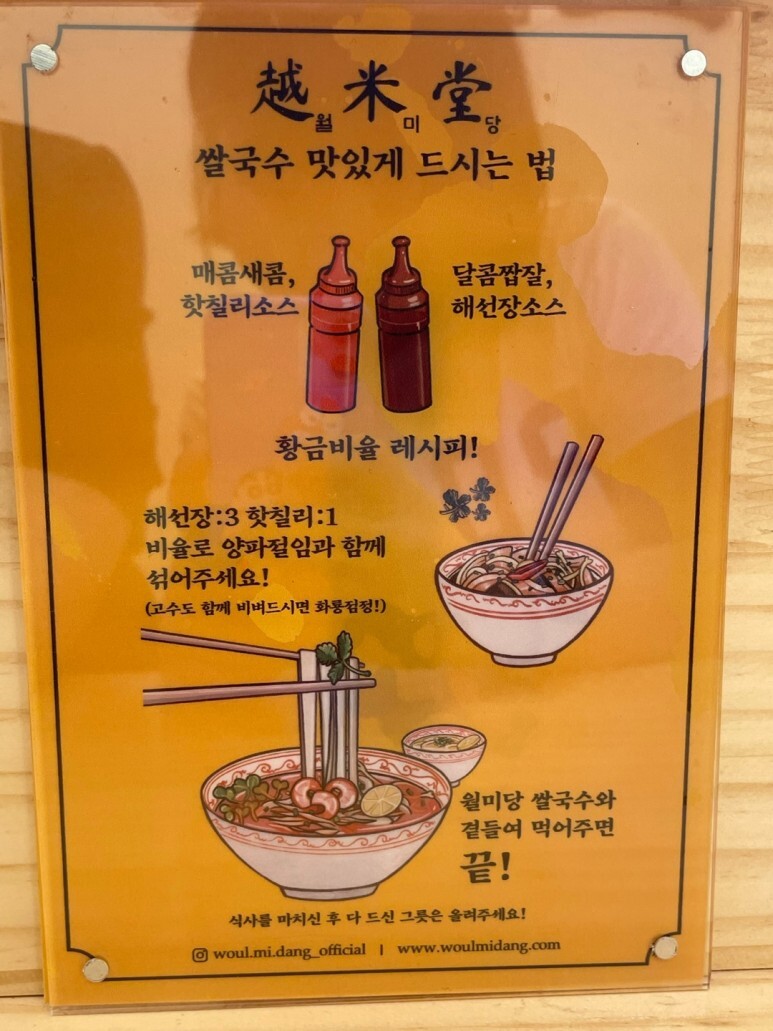 越 米 堂
월 미 당
쌀국수 맛있게 드시는 법
매콤새콤,
핫칠리소스
달콤짭잘,
해선장소스
황금비율 레시피!
해선장:3 핫칠리:1
비율로 양파절임과 함께
섞어주세요!
(고수도 함께 비벼드시면 화룡점정!)
월미당 쌀국수와
곁들여 먹어주면
끝!
식사를 마치신 후 다 드신 그릇은 올려주세요!
woul.mi.dang_official | www.woulmidang.com